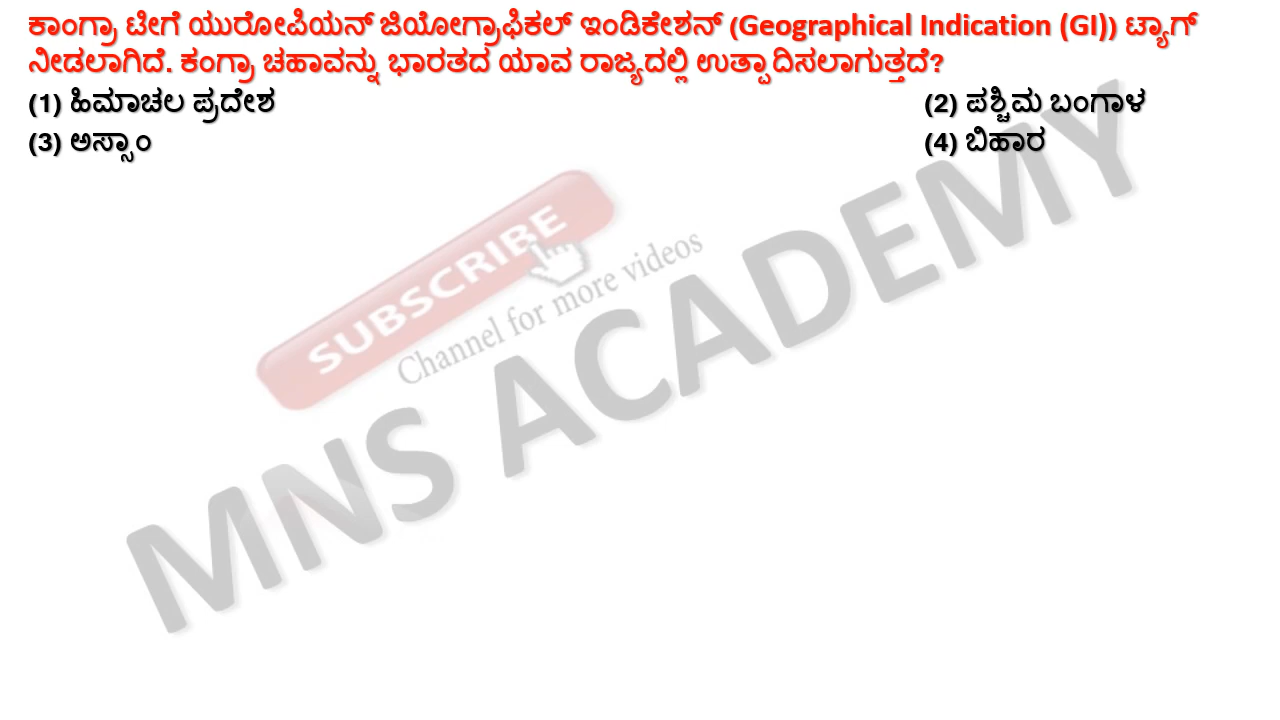 ಕಾಂಗ್ರಾ ಟೀಗೆ ಯುರೋಪಿಯನ್ ಜಿಯೋಗ್ರಾಫಿಕಲ್ ಇಂಡಿಕೇಶನ್ (Geographical Indication (GI)) ಟ್ಯಾಗ್
ನೀಡಲಾಗಿದೆ. ಕಂಗ್ರಾ ಚಹಾವನ್ನು ಭಾರತದ ಯಾವ ರಾಜ್ಯದಲ್ಲಿ ಉತ್ಪಾದಿಸಲಾಗುತ್ತದೆ?
(1) ಹಿಮಾಚಲ ಪ್ರದೇಶ (2) ಪಶ್ಚಿಮ ಬಂಗಾಳ
(3) ಅಸ್ಸಾಂ (4) ಬಿಹಾರ
SUBSCRIBE
Channel for more videos
MNS ACADEMY